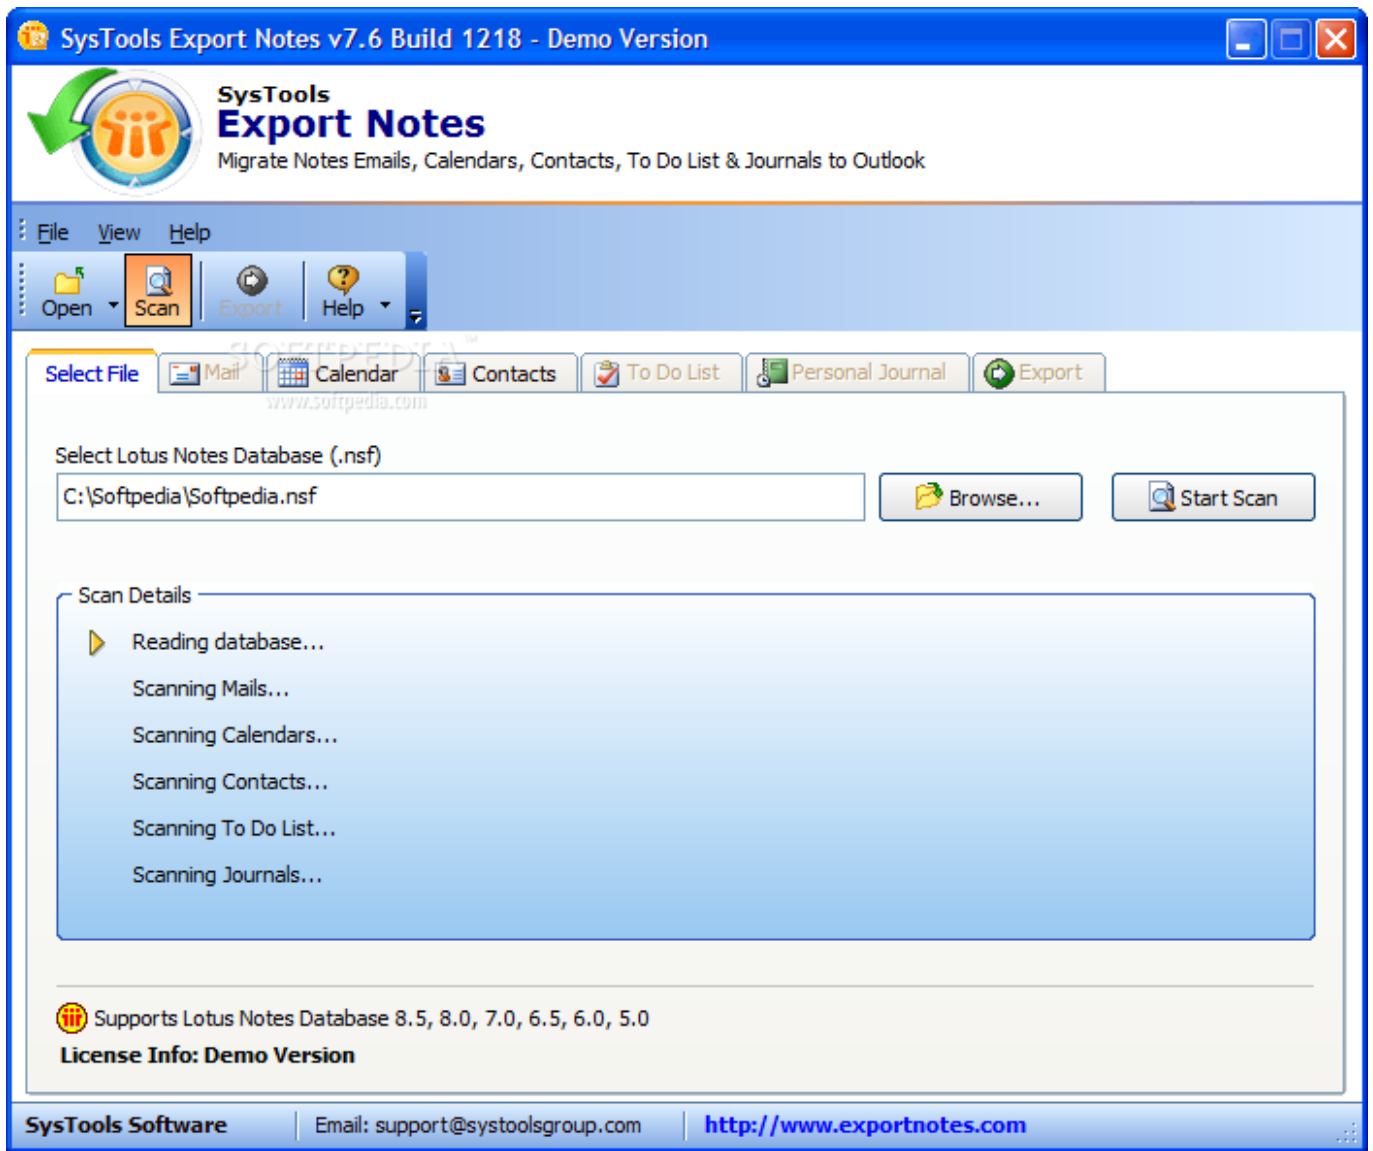 SysTools Export Notes v7.6 Build 1218 - Demo Version
SysTools
Export Notes
Migrate Notes Emails, Calendars, Contacts, To Do List & Journals to Outlook
File View Help
Open Scan Export Help
SOFTPEDIA™
Select File Mail Calendar Contacts To Do List Personal Journal Export
www.softpedia.com
Select Lotus Notes Database (.nsf)
C:\Softpedia\Softpedia.nsf Browse... Start Scan
Scan Details
Reading database...
Scanning Mails...
Scanning Calendars...
Scanning Contacts...
Scanning To Do List...
Scanning Journals...
Supports Lotus Notes Database 8.5, 8.0, 7.0, 6.5, 6.0, 5.0
License Info: Demo Version
SysTools Software Email: support@systoolsgroup.com http://www.exportnotes.com